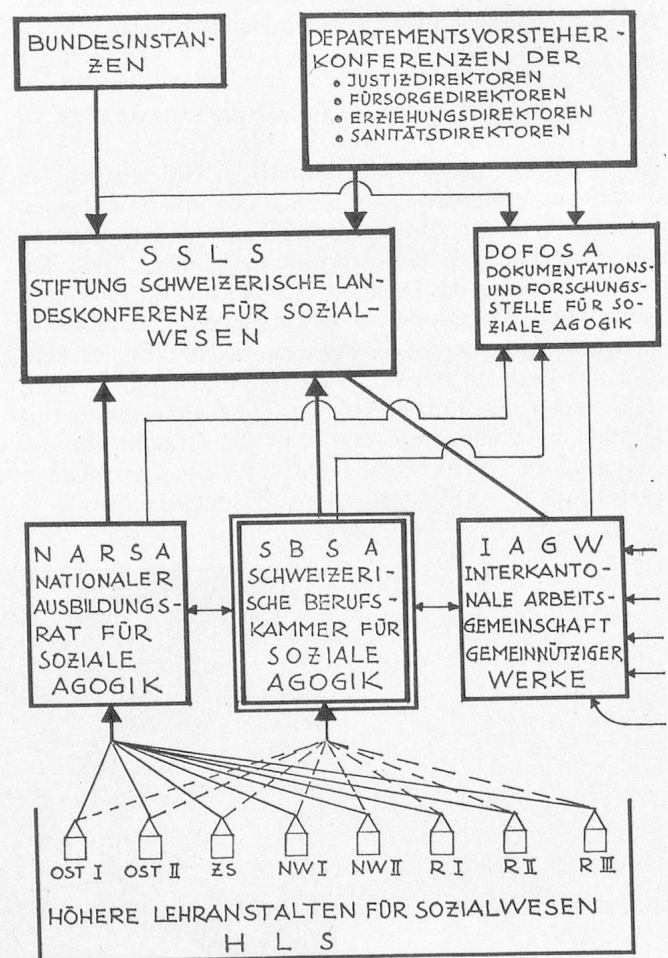 BUNDESINSTAN-
ZEN
DEPARTEMENTSVORSTEHER-
KONFERENZEN DER
• JUSTIZDIREKTOREN
• FÜRSORGEDIREKTOREN
• ERZIEHUNGSDIREKTOREN
• SANITÄTSDIREKTOREN
S S L S
STIFTUNG SCHWEIZERISCHE LAN-
DESKONFERENZ FÜR SOZIAL-
WESEN
DOFOSA
DOKUMENTATIONS-
UND FORSCHUNGS-
STELLE FÜR SO-
ZIALE AGOGIK
N A R S A
NATIONALER
AUSBILDUNGS-
RAT FÜR
SOZIALE
AGOGIK
S B S A
SCHWEIZERI-
SCHE BERUFS-
KAMMER FÜR
SOZIALE
AGOGIK
I A G W
INTERKANTO-
NALE ARBEITS-
GEMEINSCHAFT
GEMEINNÜTZIGER
WERKE
OST I OST II ZS NW I NW II R I R II R III
HÖHERE LEHRANSTALTEN FÜR SOZIALWESEN
H L S